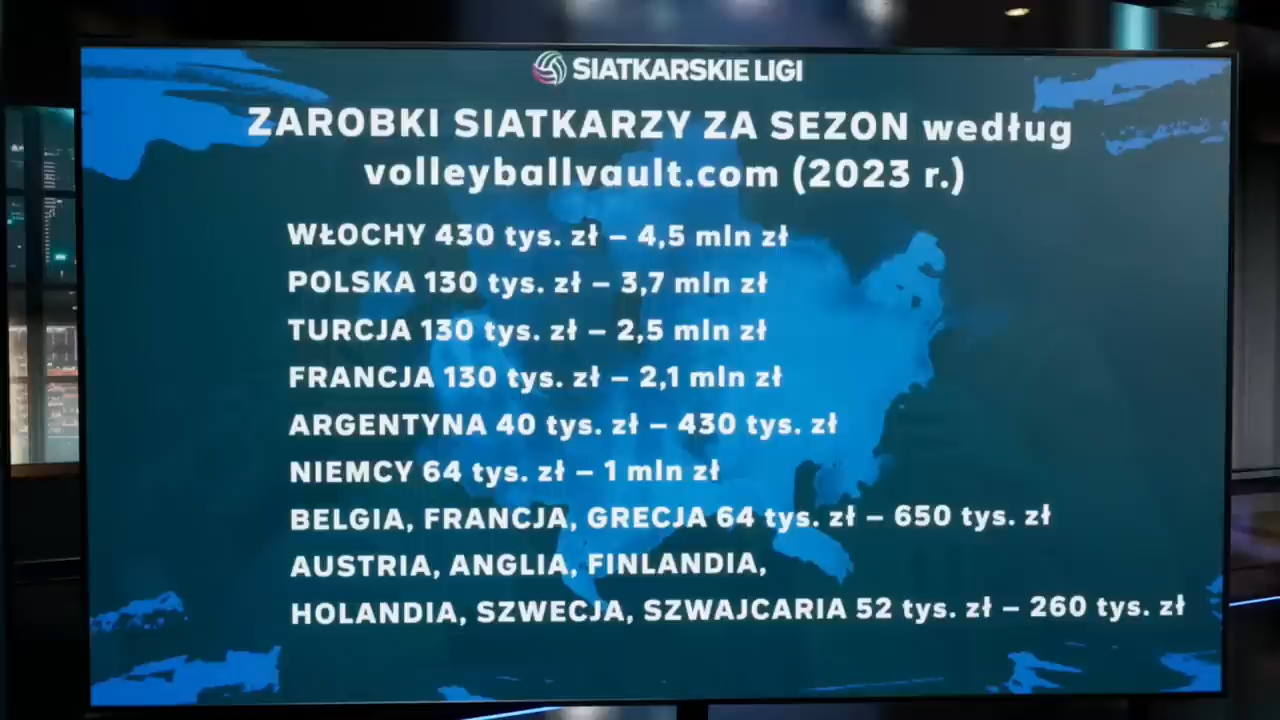 SIATKARSKIE LIGI
ZAROBKI SIATKARZY ZA SEZON według
volleyballvault.com (2023 r.)
WŁOCHY 430 tys. zł – 4,5 mln zł
POLSKA 130 tys. zł – 3,7 mln zł
TURCJA 130 tys. zł – 2,5 mln zł
FRANCJA 130 tys. zł – 2,1 mln zł
ARGENTYNA 40 tys. zł – 430 tys. zł
NIEMCY 64 tys. zł – 1 mln zł
BELGIA, FRANCJA, GRECJA 64 tys. zł – 650 tys. zł
AUSTRIA, ANGLIA, FINLANDIA,
HOLANDIA, SZWECJA, SZWAJCARIA 52 tys. zł – 260 tys. zł